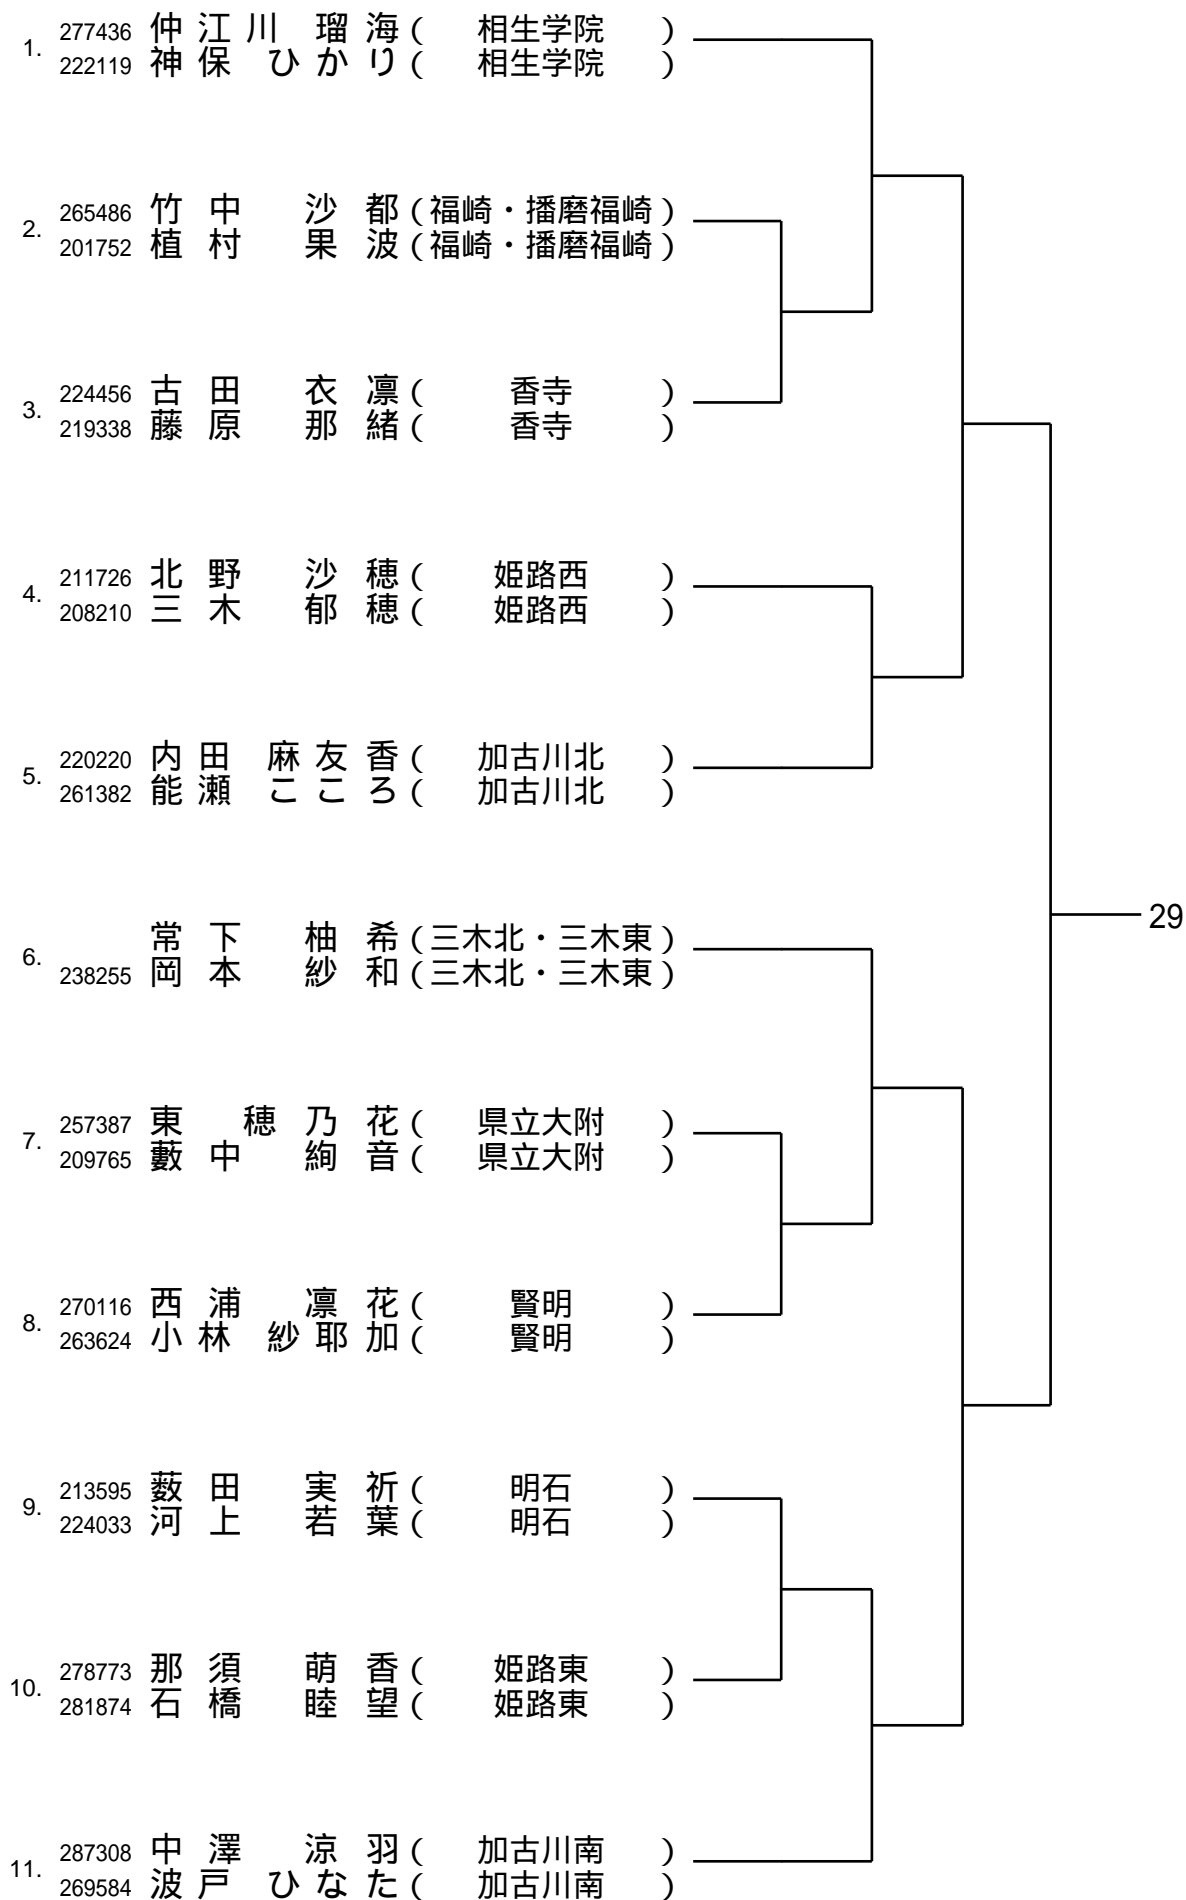 1. 277436 仲江川 瑠海 ( 相生学院 )
222119 神保 ひかり ( 相生学院 )
2. 265486 竹中 沙都 ( 福崎・播磨福崎 )
201752 植村 果波 ( 福崎・播磨福崎 )
3. 224456 古田 衣凛 ( 香寺 )
219338 藤原 那緒 ( 香寺 )
4. 211726 北野 沙穂 ( 姫路西 )
208210 三木 郁穂 ( 姫路西 )
5. 220220 内田 麻友香 ( 加古川北 )
261382 能瀬 こころ ( 加古川北 )
6. 常下 柚希 ( 三木北・三木東 )
238255 岡本 紗和 ( 三木北・三木東 )
29
7. 257387 東 穂乃花 ( 県立大附 )
209765 藪中 絢音 ( 県立大附 )
8. 270116 西浦 凛花 ( 賢明 )
263624 小林 紗耶加 ( 賢明 )
9. 213595 薮田 実祈 ( 明石 )
224033 河上 若葉 ( 明石 )
10. 278773 那須 萌香 ( 姫路東 )
281874 石橋 睦望 ( 姫路東 )
11. 287308 中澤 涼羽 ( 加古川南 )
269584 波戸 ひなた ( 加古川南 )